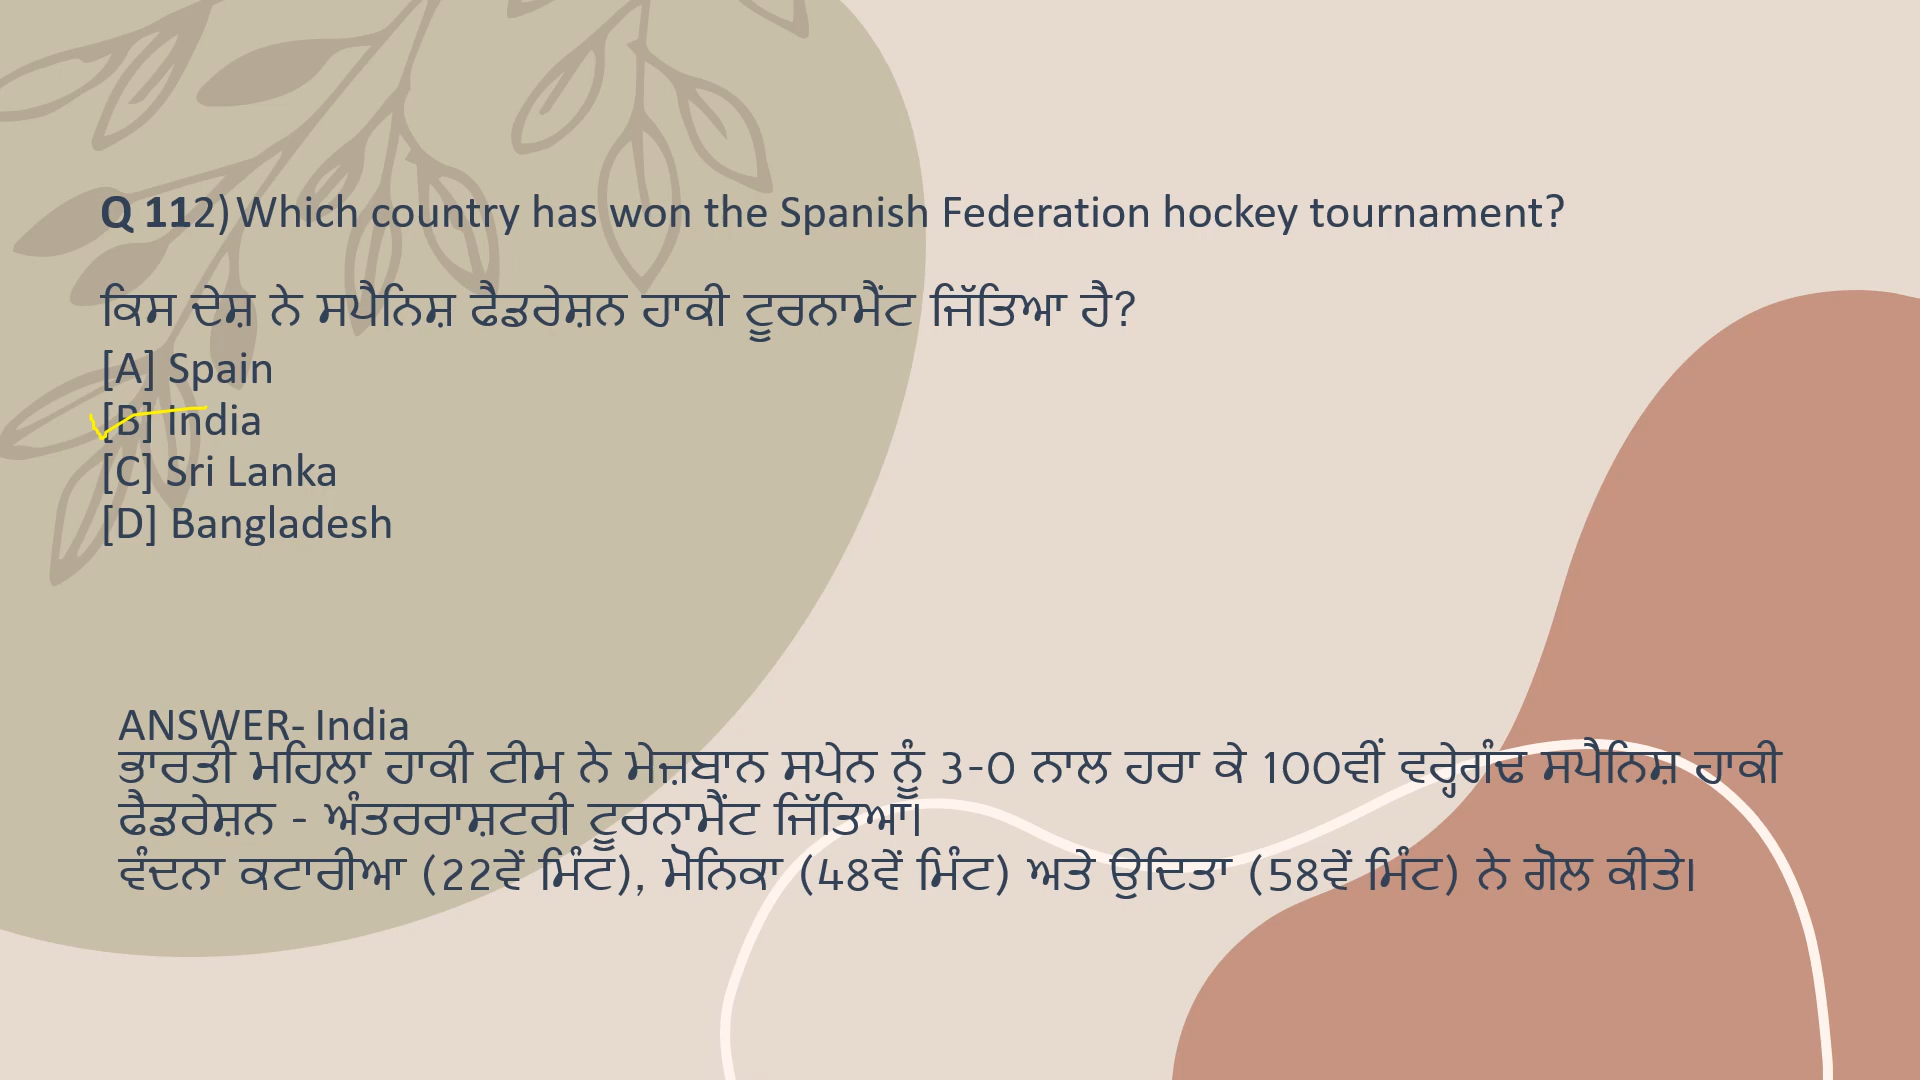 Q 112) Which country has won the Spanish Federation hockey tournament?
ਕਿਸ ਦੇਸ਼ ਨੇ ਸਪੈਨਿਸ਼ ਫੈਡਰੇਸ਼ਨ ਹਾਕੀ ਟੂਰਨਾਮੈਂਟ ਜਿੱਤਿਆ ਹੈ?
[A] Spain
[B] India
[C] Sri Lanka
[D] Bangladesh
ANSWER- India
ਭਾਰਤੀ ਮਹਿਲਾ ਹਾਕੀ ਟੀਮ ਨੇ ਮੇਜ਼ਬਾਨ ਸਪੇਨ ਨੂੰ 3-0 ਨਾਲ ਹਰਾ ਕੇ 100ਵੀਂ ਵਰ੍ਹੇਗੰਢ ਸਪੈਨਿਸ਼ ਹਾਕੀ
ਫੈਡਰੇਸ਼ਨ - ਅੰਤਰਰਾਸ਼ਟਰੀ ਟੂਰਨਾਮੈਂਟ ਜਿੱਤਿਆ।
ਵੰਦਨਾ ਕਟਾਰੀਆ (22ਵੇਂ ਮਿੰਟ), ਮੋਨਿਕਾ (48ਵੇਂ ਮਿੰਟ) ਅਤੇ ਉਦਿਤਾ (58ਵੇਂ ਮਿੰਟ) ਨੇ ਗੋਲ ਕੀਤੇ।